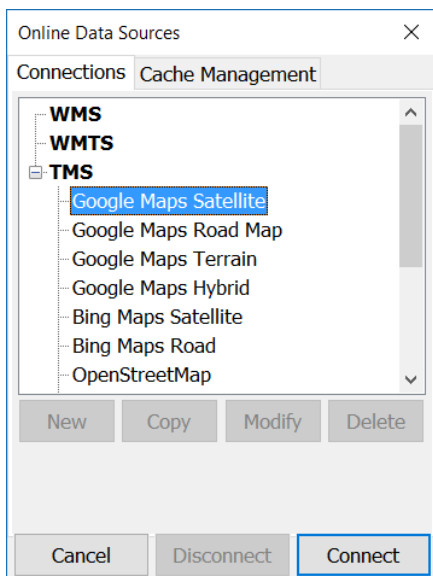 Online Data Sources
Connections Cache Management
WMS
WMTS
TMS
Google Maps Satellite
Google Maps Road Map
Google Maps Terrain
Google Maps Hybrid
Bing Maps Satellite
Bing Maps Road
OpenStreetMap
New Copy Modify Delete
Cancel Disconnect Connect